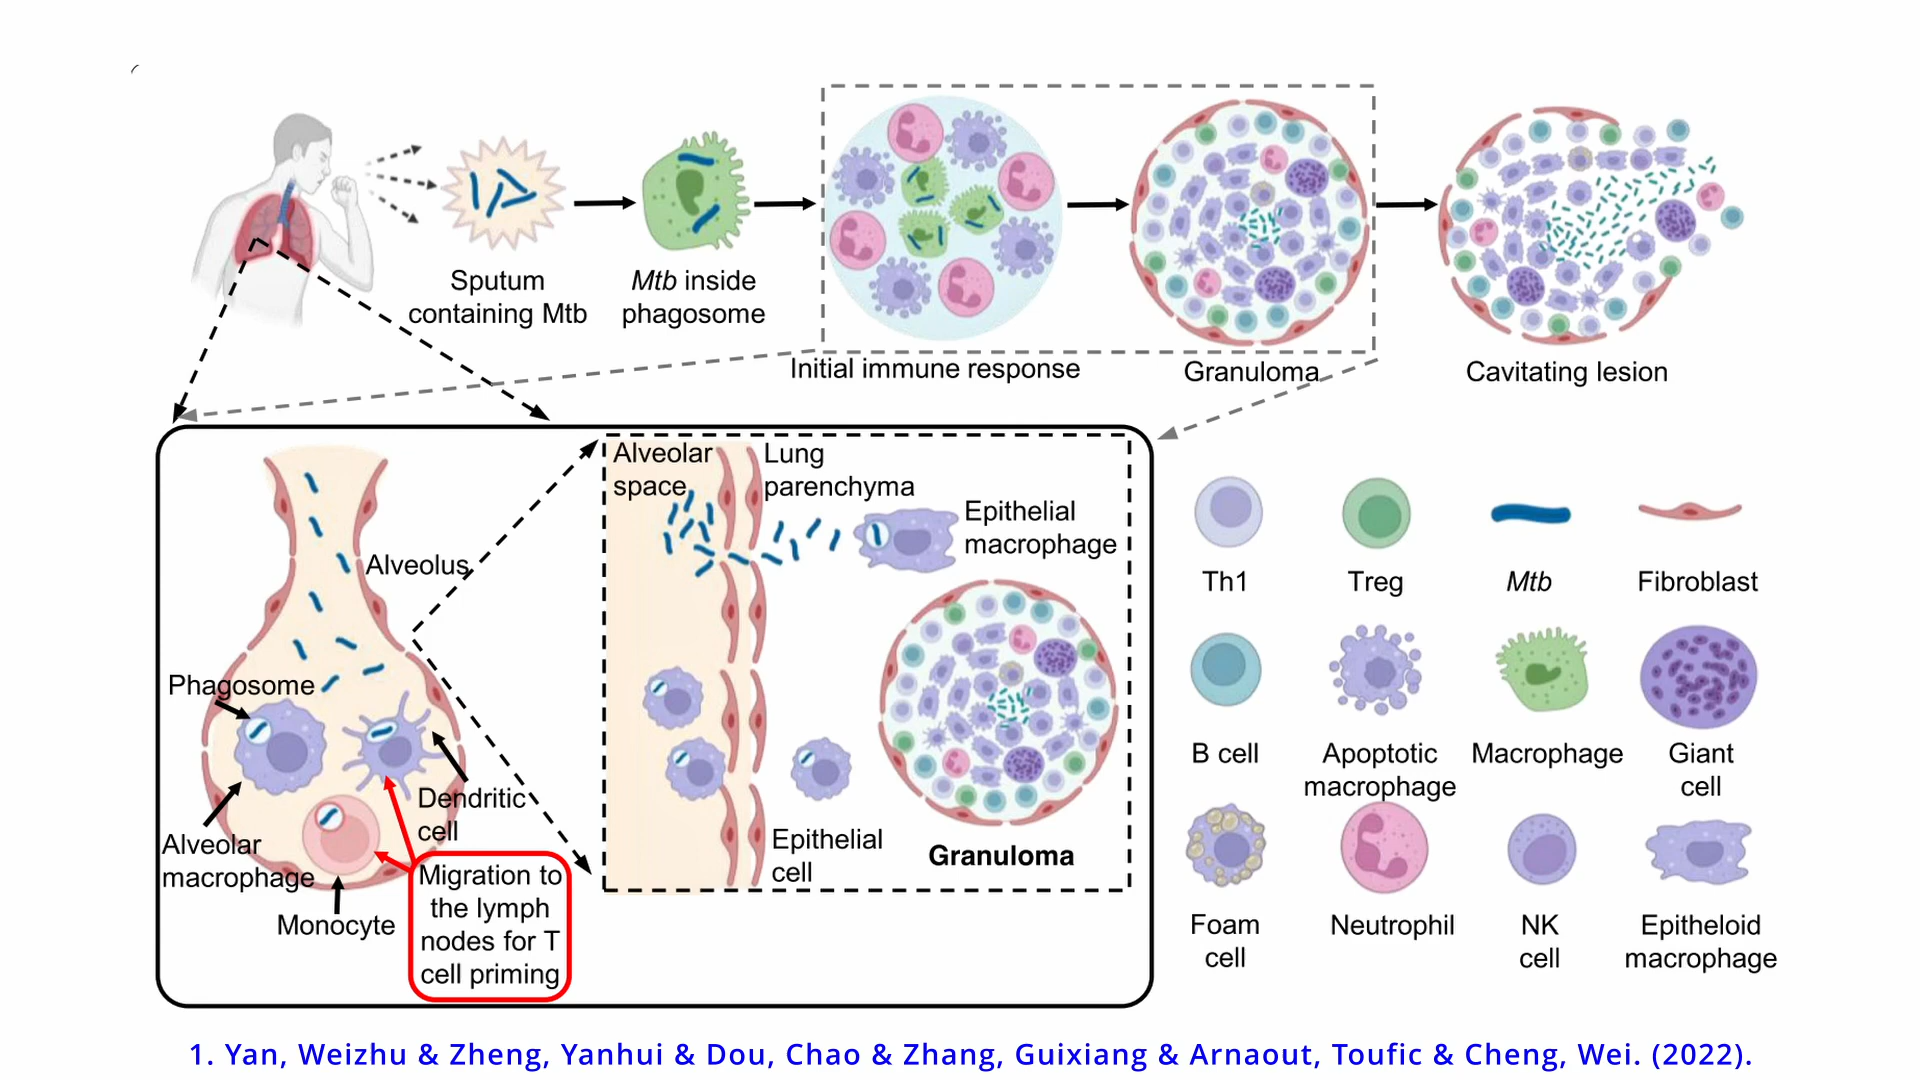 Sputum
containing Mtb
Mtb inside
phagosome
Initial immune response
Granuloma
Cavitating lesion
Alveolus
Phagosome
Alveolar
macrophage
Monocyte
Dendritic
cell
Migration to
the lymph
nodes for T
cell priming
Alveolar
space
Lung
parenchyma
Epithelial
macrophage
Epithelial
cell
Granuloma
Th1
Treg
Mtb
Fibroblast
B cell
Apoptotic
macrophage
Macrophage
Giant
cell
Foam
cell
Neutrophil
NK
cell
Epitheloid
macrophage
1. Yan, Weizhu & Zheng, Yanhui & Dou, Chao & Zhang, Guixiang & Arnaout, Toufic & Cheng, Wei. (2022).